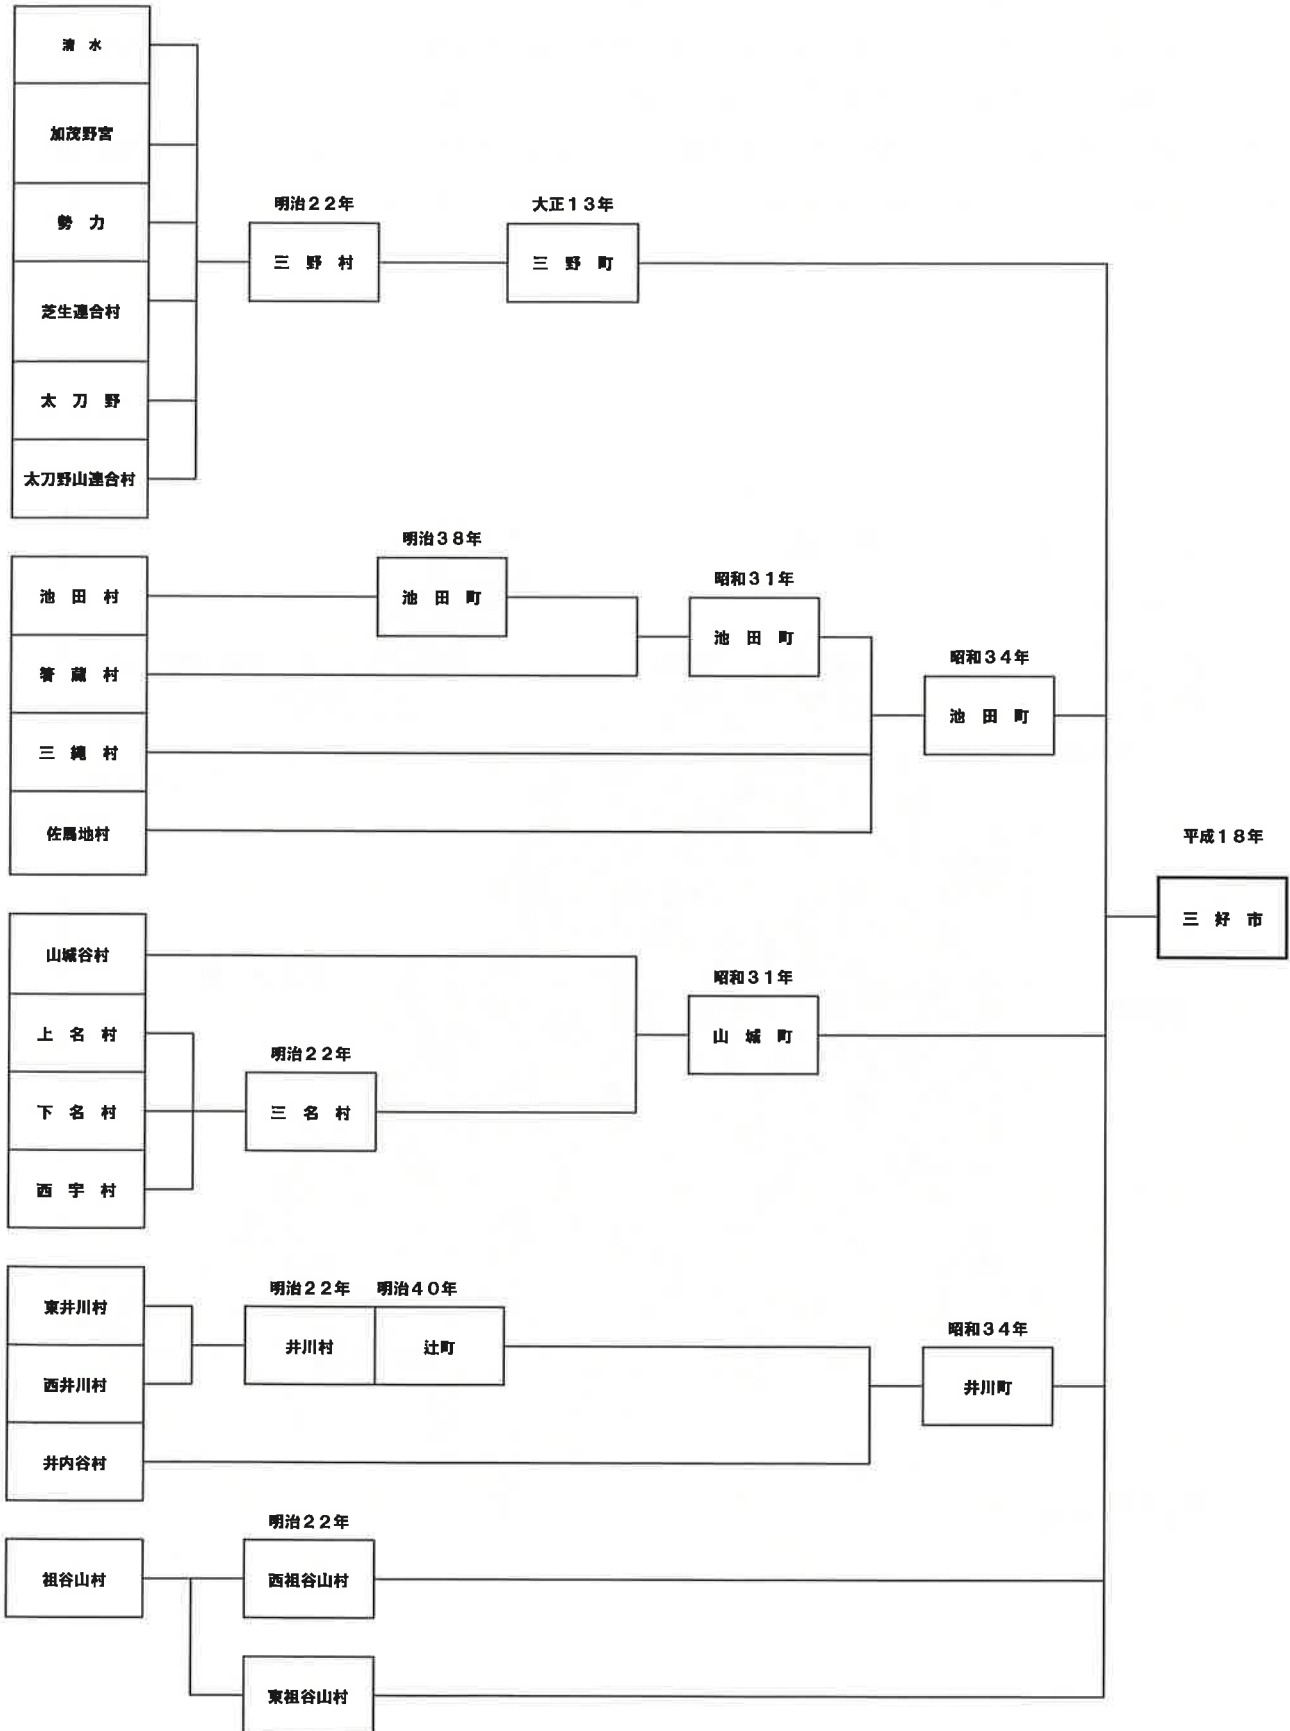 清 水
加茂野宮
勢 力
芝生連合村
太 刀 野
太刀野山連合村
明治22年
三 野 村
大正13年
三 野 町
池 田 村
箸 蔵 村
三 縄 村
佐馬地村
明治38年
池 田 町
昭和31年
池 田 町
昭和34年
池 田 町
山城谷村
上 名 村
下 名 村
西 宇 村
明治22年
三 名 村
昭和31年
山 城 町
東井川村
西井川村
井内谷村
明治22年 明治40年
井川村 辻町
昭和34年
井川町
祖谷山村
明治22年
西祖谷山村
東祖谷山村
平成18年
三 好 市